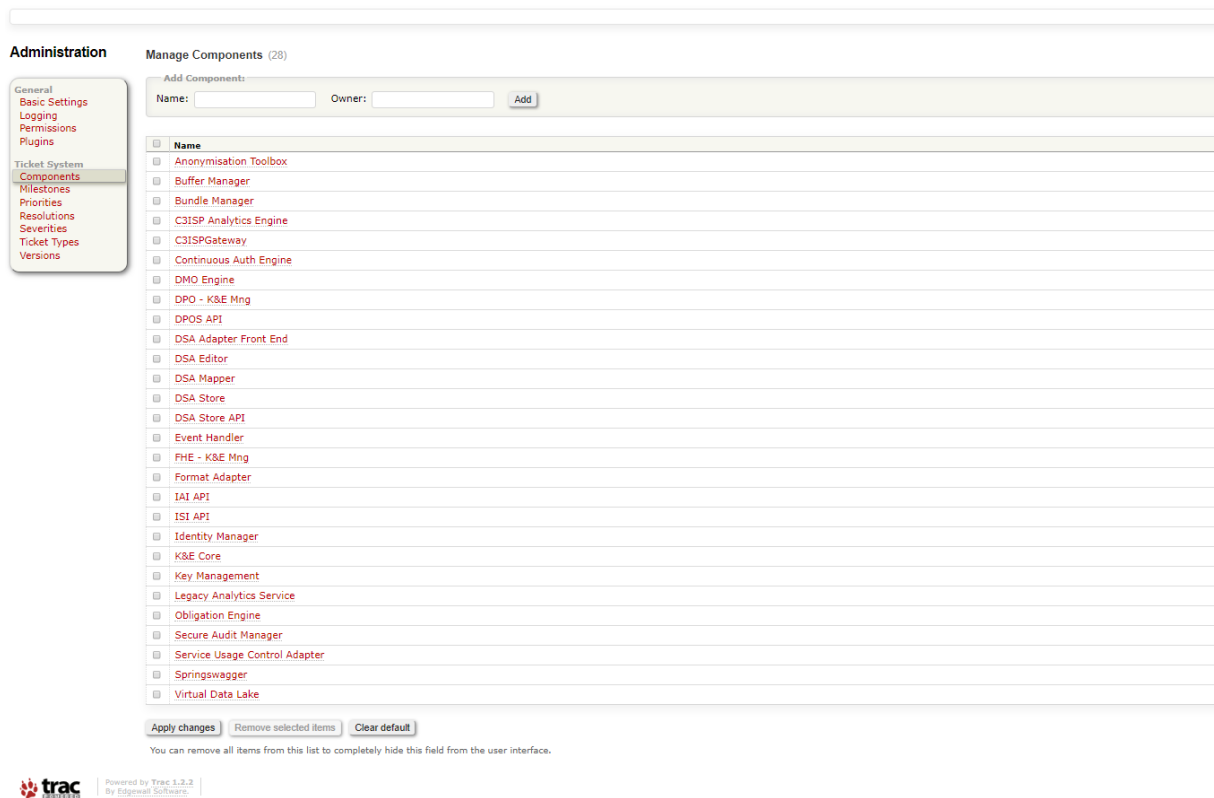 Administration
Manage Components (28)
General
Basic Settings
Logging
Permissions
Plugins
Ticket System
Components
Milestones
Priorities
Resolutions
Severities
Ticket Types
Versions
Add Component:
Name: Owner: Add
Name
Anonymisation Toolbox
Buffer Manager
Bundle Manager
C3ISP Analytics Engine
C3ISPGateway
Continuous Auth Engine
DMO Engine
DPO - K&E Mng
DPOS API
DSA Adapter Front End
DSA Editor
DSA Mapper
DSA Store
DSA Store API
Event Handler
FHE - K&E Mng
Format Adapter
IAI API
ISI API
Identity Manager
K&E Core
Key Management
Legacy Analytics Service
Obligation Engine
Secure Audit Manager
Service Usage Control Adapter
Springswagger
Virtual Data Lake
Apply changes Remove selected items Clear default
You can remove all items from this list to completely hide this field from the user interface.
trac
POWERED
Powered by Trac 1.2.2
By Edgewall Software.